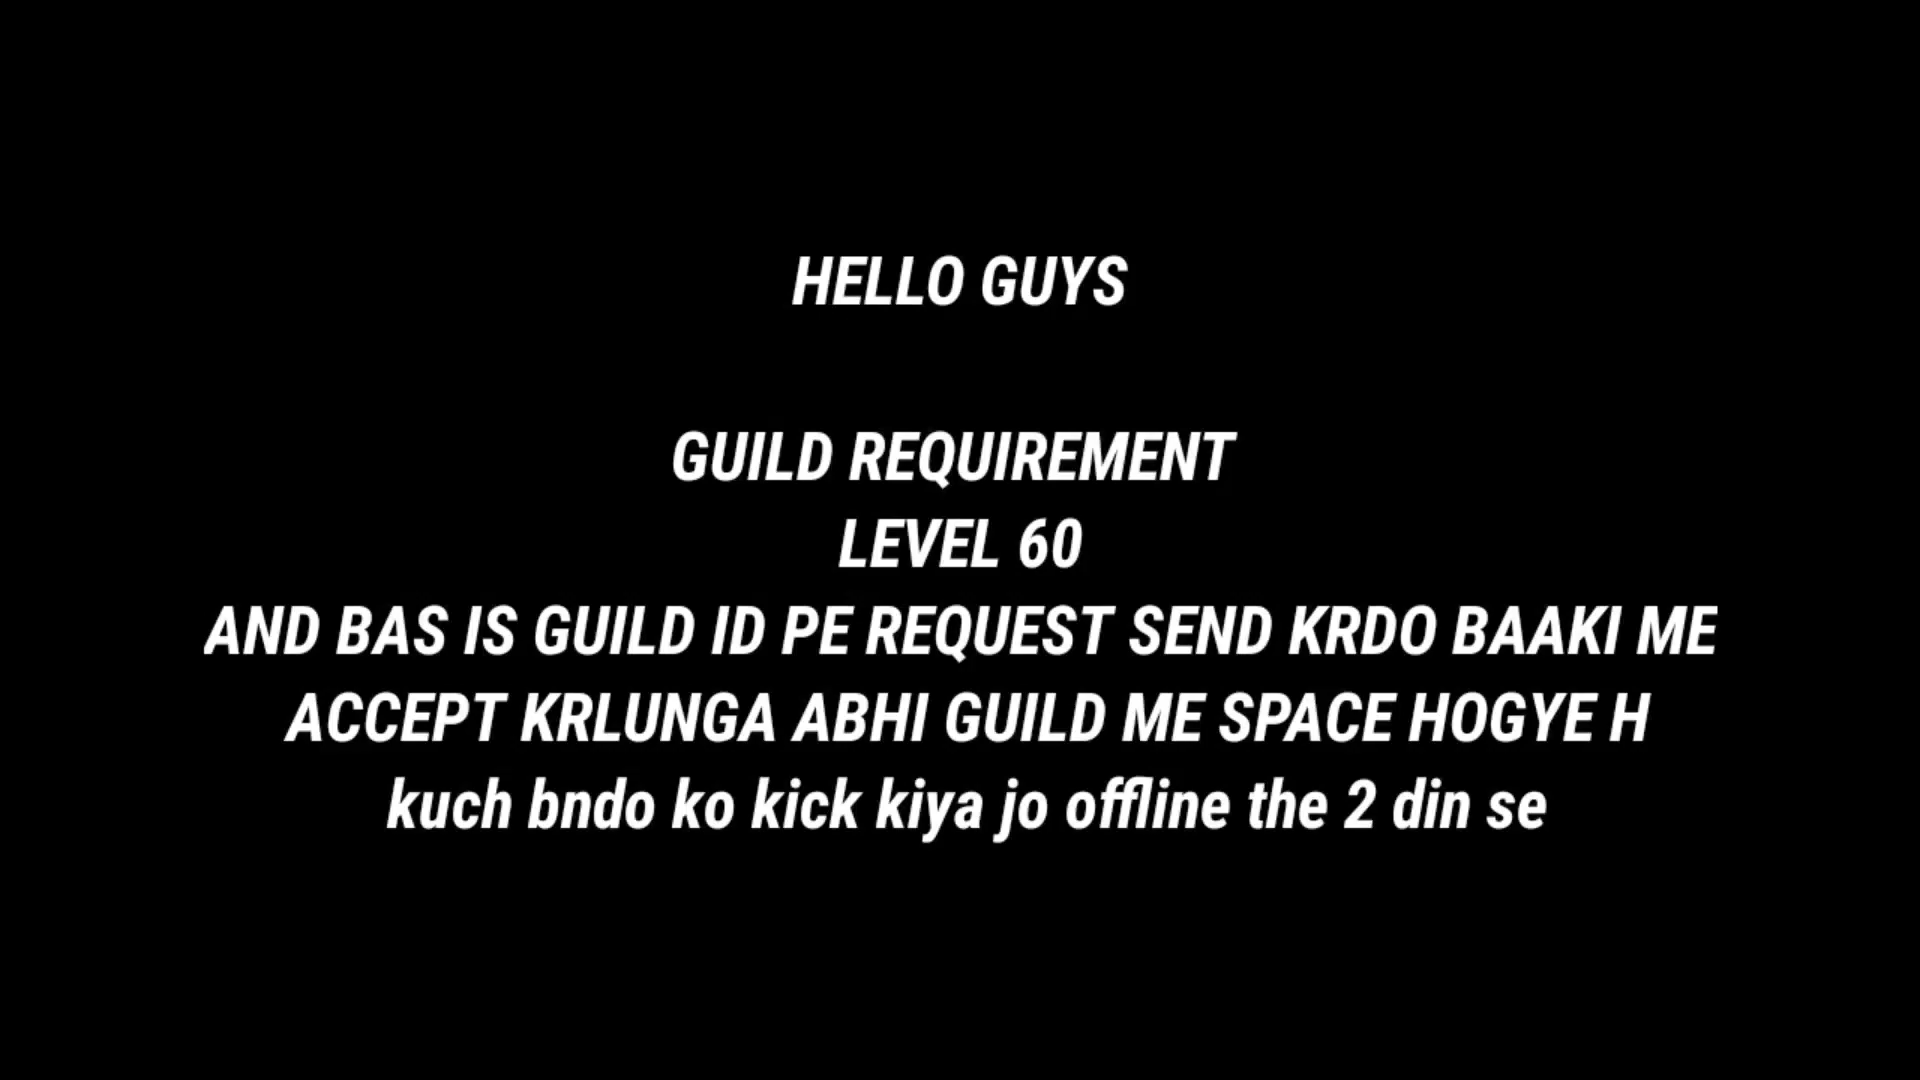 HELLO GUYS
GUILD REQUIREMENT
LEVEL 60
AND BAS IS GUILD ID PE REQUEST SEND KRDO BAAKI ME
ACCEPT KRLUNGA ABHI GUILD ME SPACE HOGYE H
kuch bndo ko kick kiya jo offline the 2 din se